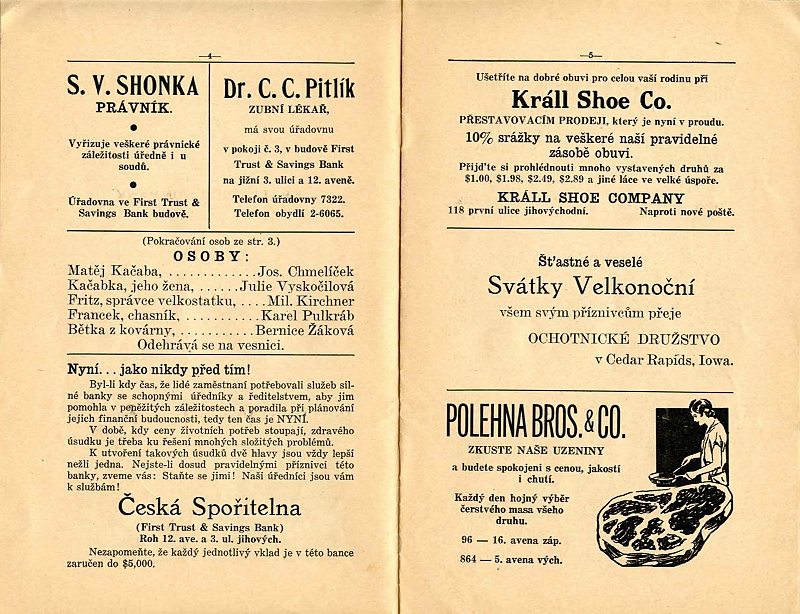 —4—
S. V. SHONKA
PRÁVNÍK.
Vyřizuje veškeré právnické
záležitosti úředně i u
soudů.
Úřadovna ve First Trust &
Savings Bank budově.
Dr. C. C. Pitlík
ZUBNÍ LÉKAŘ,
má svou úřadovnu
v pokoji č. 3, v budově First
Trust & Savings Bank
na jižní 3. ulici a 12. aveně.
Telefon úřadovny 7322.
Telefon obydlí 2-6065.
(Pokračování osob ze str. 3.)
OSOBY:
Matěj Kačaba, . . . . . . . . . . . . .Jos. Chmelíček
Kačabka, jeho žena, . . . . . .Julie Vyskočilová
Fritz, správce velkostatku, . . . .Mil. Kirchner
Francek, chasník, . . . . . . . . . . .Karel Pulkráb
Bětka z kovárny, . . . . . . . . . . .Bernice Žáková
Odehrává se na vesnici.
Nyní. . . jako nikdy před tím!
Byl-li kdy čas, že lidé zaměstnaní potřebovali služeb sil-
né banky se schopnými úředníky a ředitelstvem, aby jim
pomohla v peněžitých záležitostech a poradila při plánování
jejich finanční budoucnosti, tedy ten čas je NYNÍ.
V době, kdy ceny životních potřeb stoupají, zdravého
úsudku je třeba ku řešení mnohých složitých problémů.
K utvoření takových úsudků dvě hlavy jsou vždy lepší
nežli jedna. Nejste-li dosud pravidelnými příznivci této
banky, zveme vás: Staňte se jimi! Naši úředníci jsou vám
k službám!
Česká Spořitelna
(First Trust & Savings Bank)
Roh 12. ave. a 3. ul. jihových.
Nezapomeňte, že každý jednotlivý vklad je v této bance
zaručen do $5,000.
—5—
Ušetříte na dobré obuvi pro celou vaší rodinu při
Králl Shoe Co.
PŘESTAVOVACÍM PRODEJI, který je nyní v proudu.
10% srážky na veškeré naší pravidelné
zásobě obuvi.
Přijďte si prohlédnouti mnoho vystavených druhů za
$1.00, $1.98, $2.49, $2.89 a jiné láce ve velké úspoře.
KRÁLL SHOE COMPANY
118 první ulice jihovýchodní. Naproti nové poště.
Šťastné a veselé
Svátky Velkonoční
všem svým příznivcům přeje
OCHOTNICKÉ DRUŽSTVO
v Cedar Rapids, Iowa.
POLEHNA BROS. & CO.
ZKUSTE NAŠE UZENINY
a budete spokojeni s cenou, jakostí
i chutí.
Každý den hojný výběr
čerstvého masa všeho
druhu.
96 — 16. avena záp.
864 — 5. avena vých.